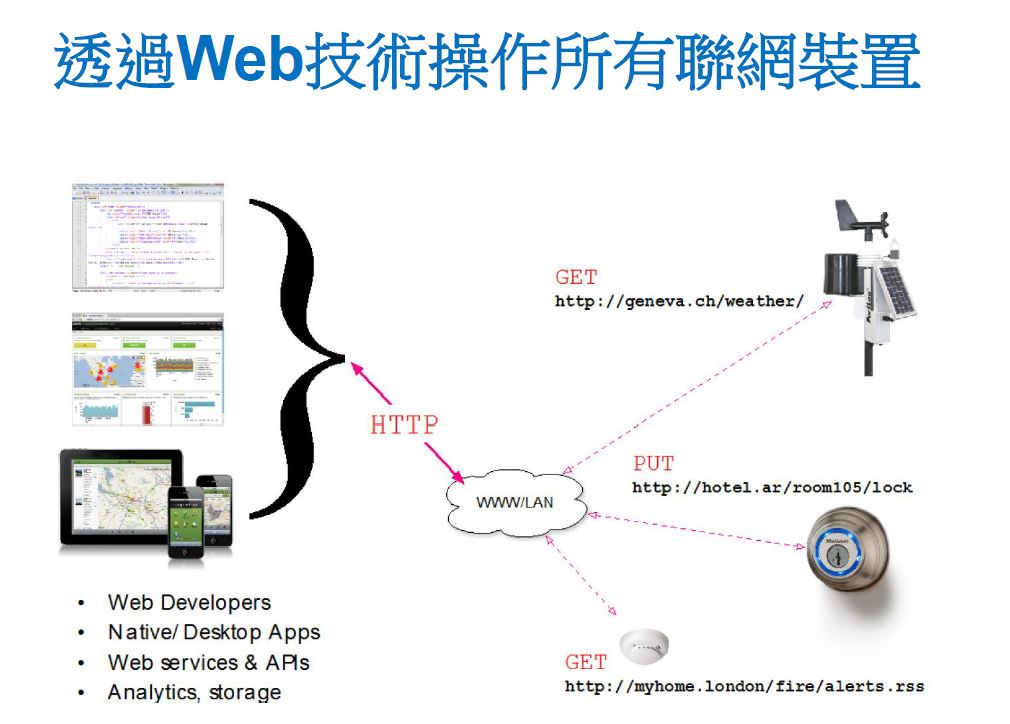 透過Web技術操作所有聯網裝置
GET
http://geneva.ch/weather/
HTTP
PUT
http://hotel.ar/room105/lock
WWW/LAN
GET
http://myhome.london/fire/alerts.rss
• Web Developers
• Native/ Desktop Apps
• Web services & APIs
• Analytics, storage